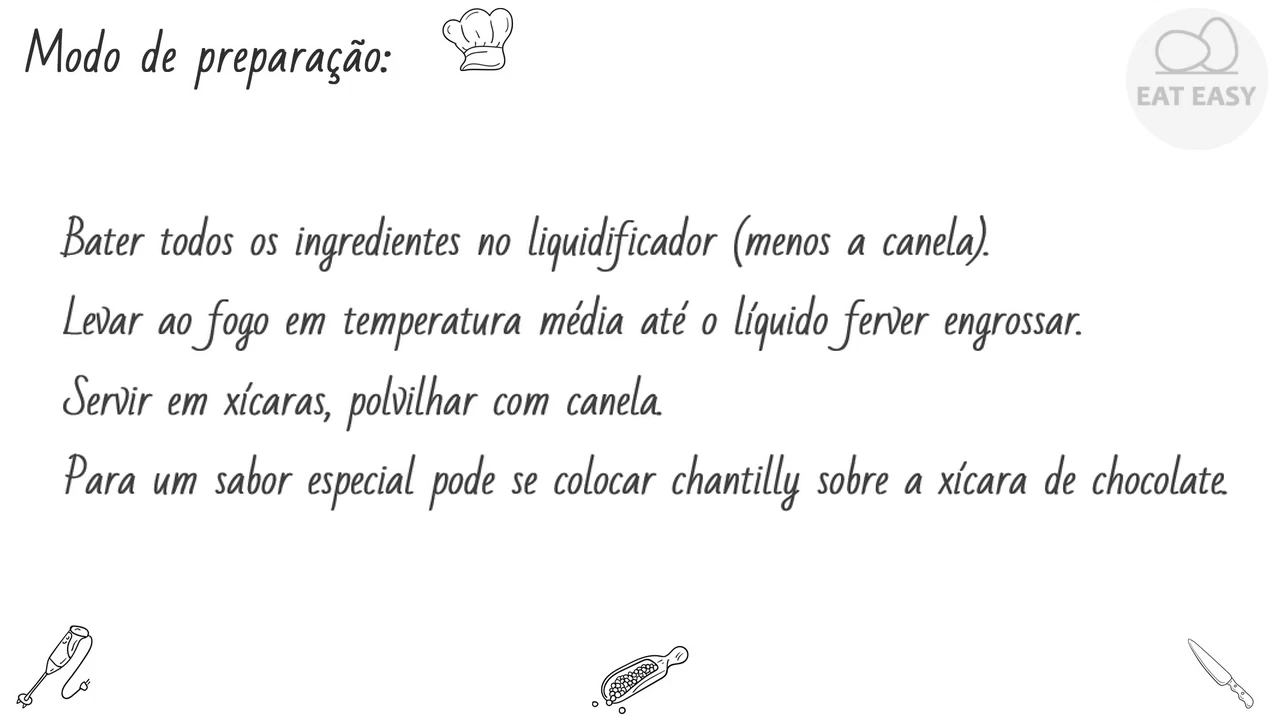 Modo de preparação:
EAT EASY
Bater todos os ingredientes no liquidificador (menos a canela).
Levar ao fogo em temperatura média até o líquido ferver engrossar.
Servir em xícaras, polvilhar com canela.
Para um sabor especial pode se colocar chantilly sobre a xícara de chocolate.